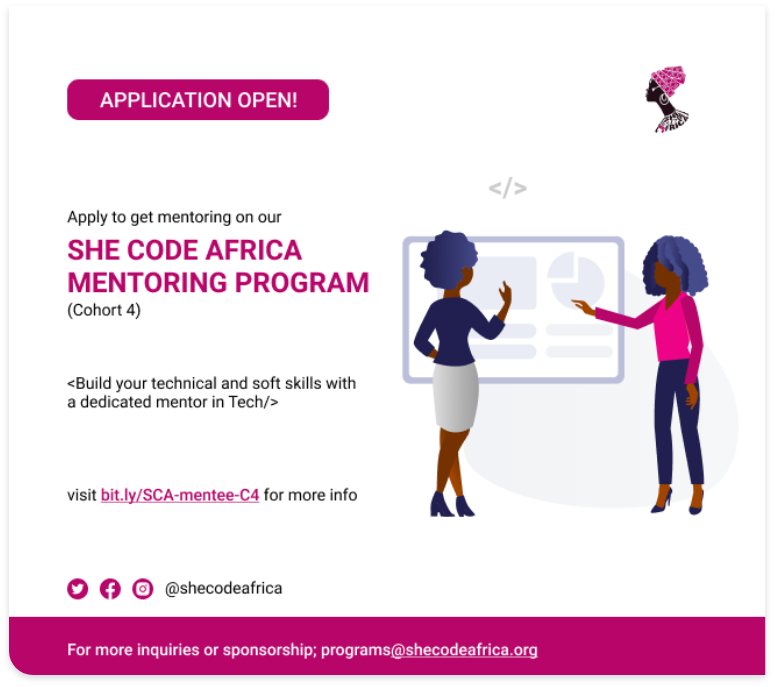 APPLICATION OPEN!
</>
Apply to get mentoring on our
SHE CODE AFRICA
MENTORING PROGRAM
(Cohort 4)
<Build your technical and soft skills with
a dedicated mentor in Tech/>
visit bit.ly/SCA-mentee-C4 for more info
@shecodeafrica
For more inquiries or sponsorship; programs@shecodeafrica.org